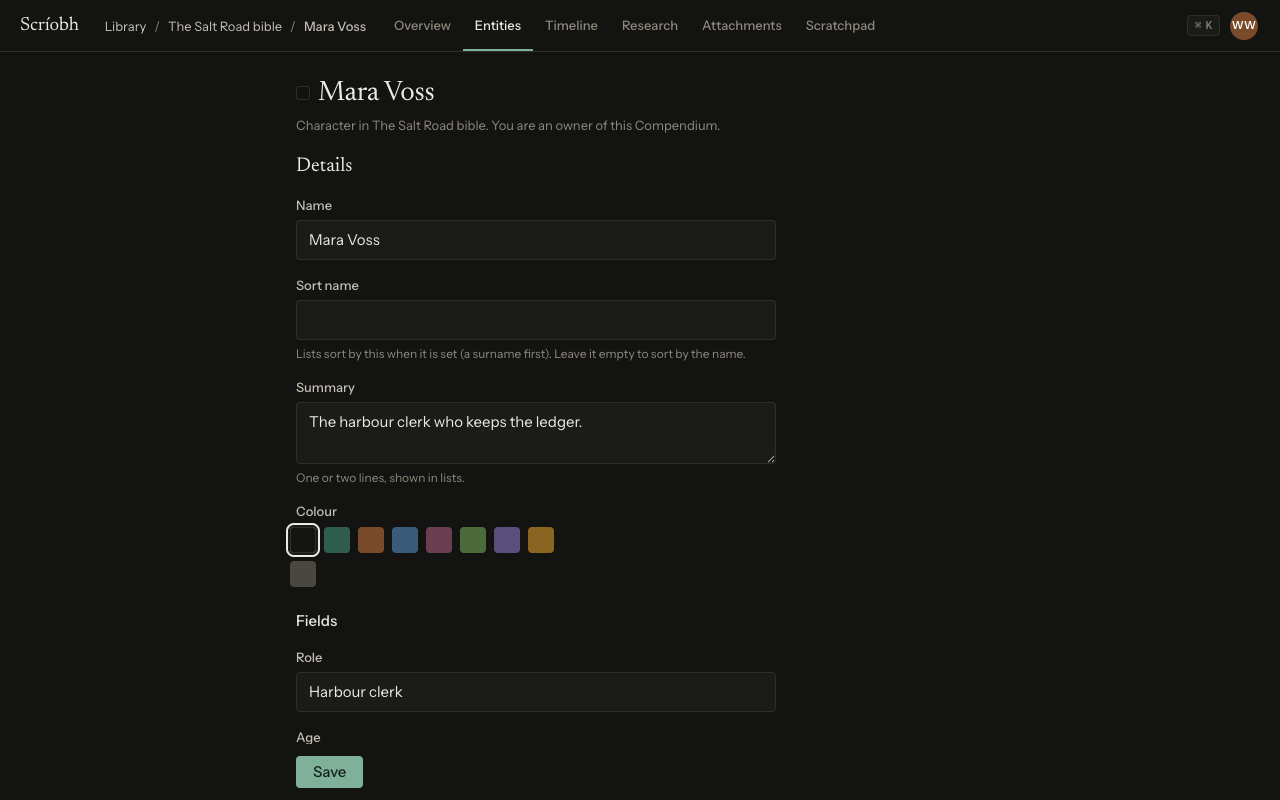 Scríobh
Library / The Salt Road bible / Mara Voss
Overview Entities Timeline Research Attachments Scratchpad
⌘ K
WW
Mara Voss
Character in The Salt Road bible. You are an owner of this Compendium.
Details
Name
Mara Voss
Sort name
Lists sort by this when it is set (a surname first). Leave it empty to sort by the name.
Summary
The harbour clerk who keeps the ledger.
One or two lines, shown in lists.
Colour
Fields
Role
Harbour clerk
Age
Save